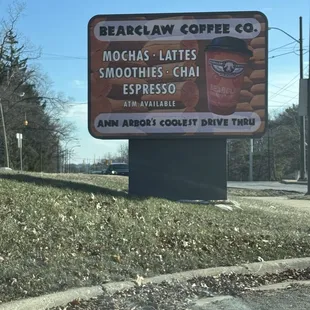 BEARCLAW COFFEE CO.
MOCHAS · LATTES
SMOOTHIES · CHAI
ESPRESSO
ATM AVAILABLE
ANN ARBOR'S COOLEST DRIVE THRU